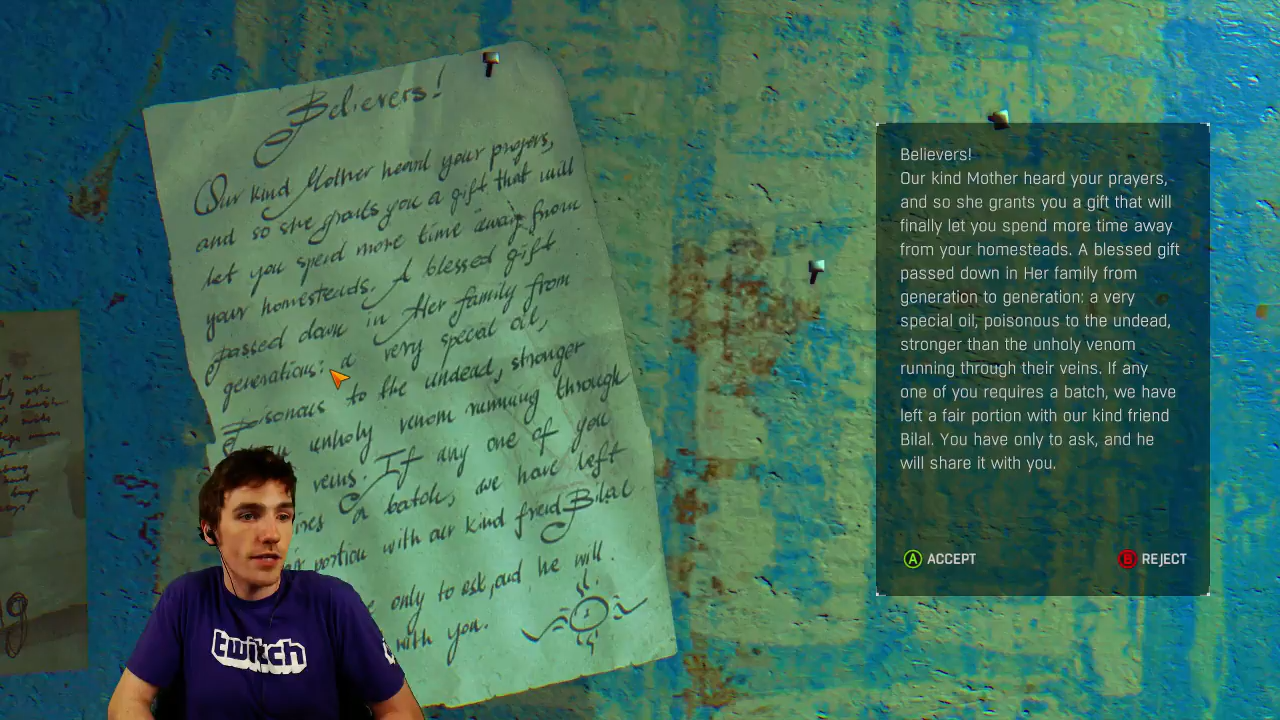 Believers!
Our kind Mother heard your prayers,
and so she grants you a gift that will
let you spend more time away from
your homesteads. A blessed gift
passed down in Her family from
generations: a very special oil,
poisonous to the undead, stronger
unholy venom running through
veins. If any one of you
a batch, we have left
portion with our kind friend Bilal
only to ask, and he will
with you.
Believers!
Our kind Mother heard your prayers,
and so she grants you a gift that will
finally let you spend more time away
from your homesteads. A blessed gift
passed down in Her family from
generation to generation: a very
special oil, poisonous to the undead,
stronger than the unholy venom
running through their veins. If any
one of you requires a batch, we have
left a fair portion with our kind friend
Bilal. You have only to ask, and he
will share it with you.
A ACCEPT B REJECT
twitch